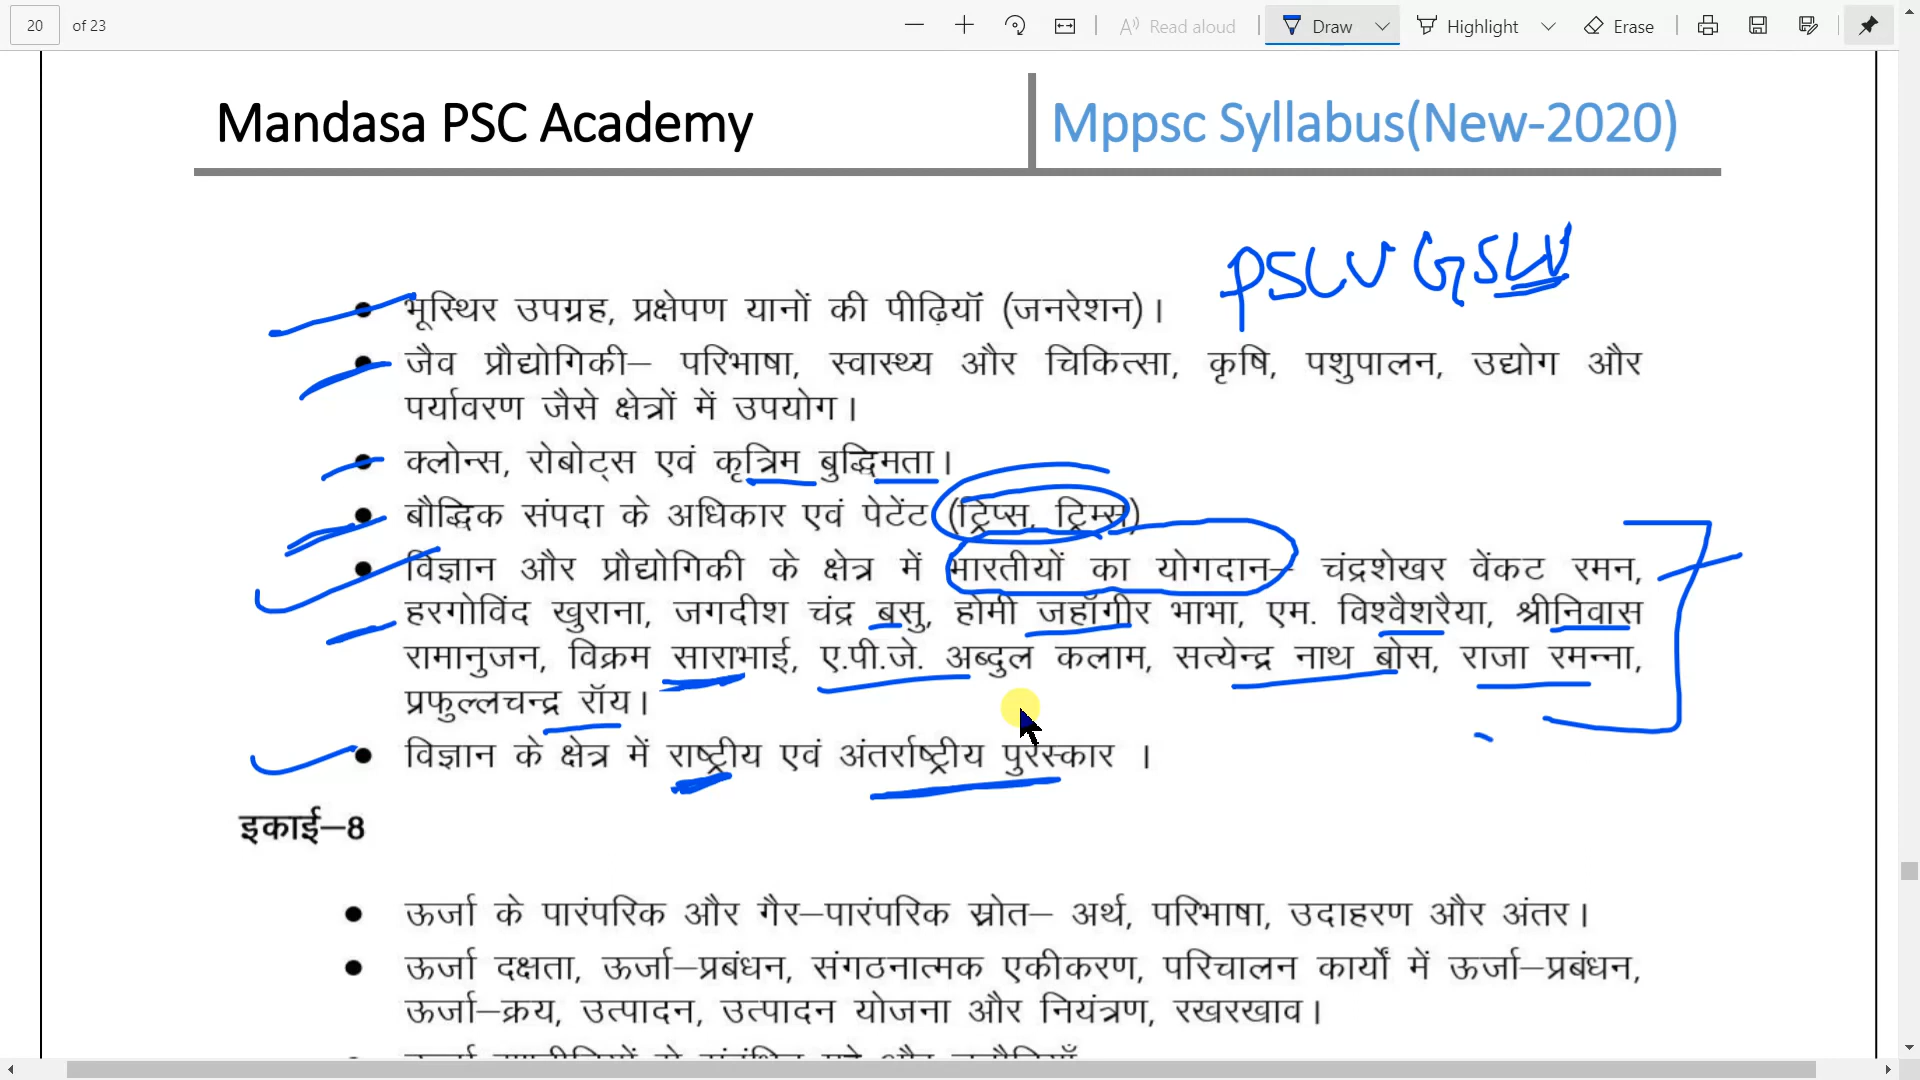 20 of 23 Read aloud Draw Highlight Erase
Mandasa PSC Academy Mppsc Syllabus(New-2020)
PSLV GSLV
• भूस्थिर उपग्रह, प्रक्षेपण यानों की पीढ़ियाँ (जनरेशन)।
• जैव प्रौद्योगिकी– परिभाषा, स्वास्थ्य और चिकित्सा, कृषि, पशुपालन, उद्योग और
पर्यावरण जैसे क्षेत्रों में उपयोग।
• क्लोन्स, रोबोट्स एवं कृत्रिम बुद्धिमता।
• बौद्धिक संपदा के अधिकार एवं पेटेंट (ट्रिप्स, ट्रिम्स)
• विज्ञान और प्रौद्योगिकी के क्षेत्र में भारतीयों का योगदान– चंद्रशेखर वेंकट रमन,
हरगोविंद खुराना, जगदीश चंद्र बसु, होमी जहाँगीर भाभा, एम. विश्वैशरैया, श्रीनिवास
रामानुजन, विक्रम साराभाई, ए.पी.जे. अब्दुल कलाम, सत्येन्द्र नाथ बोस, राजा रमन्ना,
प्रफुल्लचन्द्र रॉय।
• विज्ञान के क्षेत्र में राष्ट्रीय एवं अंतर्राष्ट्रीय पुरस्कार ।
इकाई–8
• ऊर्जा के पारंपरिक और गैर–पारंपरिक स्रोत– अर्थ, परिभाषा, उदाहरण और अंतर।
• ऊर्जा दक्षता, ऊर्जा–प्रबंधन, संगठनात्मक एकीकरण, परिचालन कार्यों में ऊर्जा–प्रबंधन,
ऊर्जा–क्रय, उत्पादन, उत्पादन योजना और नियंत्रण, रखरखाव।